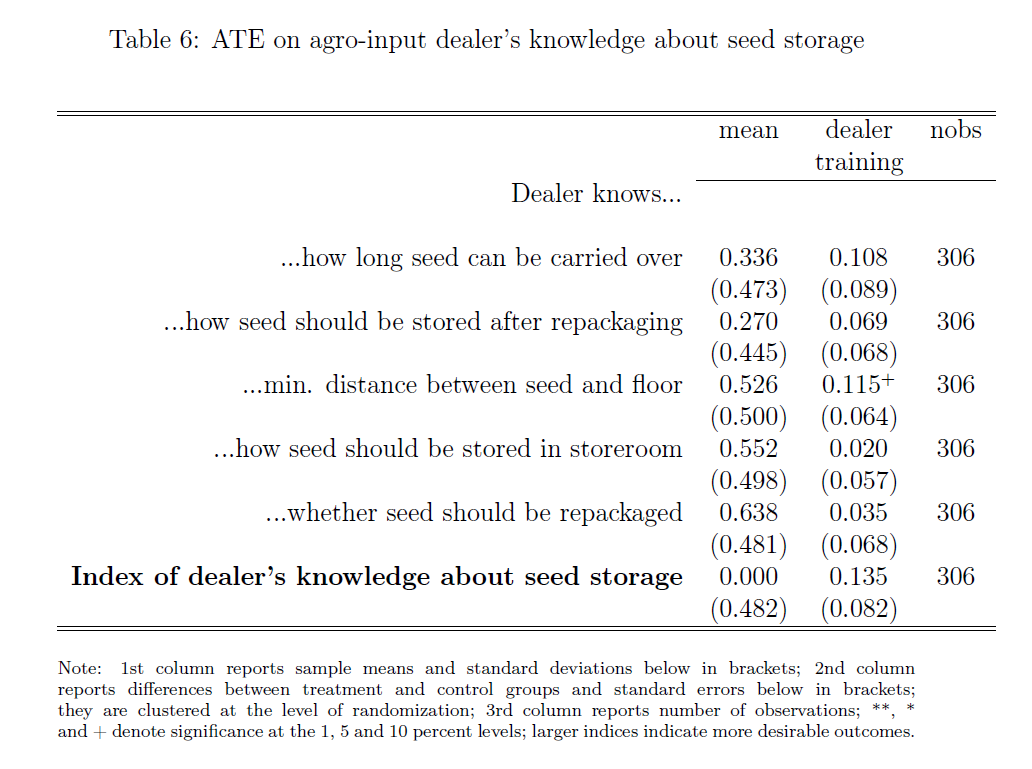 Table 6: ATE on agro-input dealer's knowledge about seed storage
mean dealer nobs
training
Dealer knows...
...how long seed can be carried over 0.336 0.108 306
(0.473) (0.089)
...how seed should be stored after repackaging 0.270 0.069 306
(0.445) (0.068)
...min. distance between seed and floor 0.526 0.115+ 306
(0.500) (0.064)
...how seed should be stored in storeroom 0.552 0.020 306
(0.498) (0.057)
...whether seed should be repackaged 0.638 0.035 306
(0.481) (0.068)
Index of dealer's knowledge about seed storage 0.000 0.135 306
(0.482) (0.082)
Note: 1st column reports sample means and standard deviations below in brackets; 2nd column
reports differences between treatment and control groups and standard errors below in brackets;
they are clustered at the level of randomization; 3rd column reports number of observations; **, *
and + denote significance at the 1, 5 and 10 percent levels; larger indices indicate more desirable outcomes.